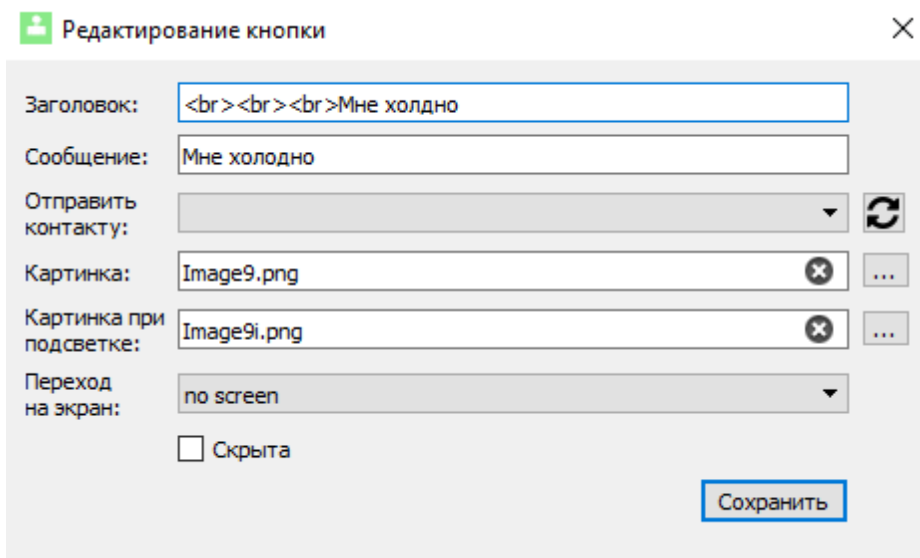 Редактирование кнопки
Заголовок: <br><br><br>Мне холдно
Сообщение: Мне холодно
Отправить
контакту:
Картинка: Image9.png ...
Картинка при
подсветке: Image9i.png ...
Переход
на экран: no screen
Скрыта
Сохранить